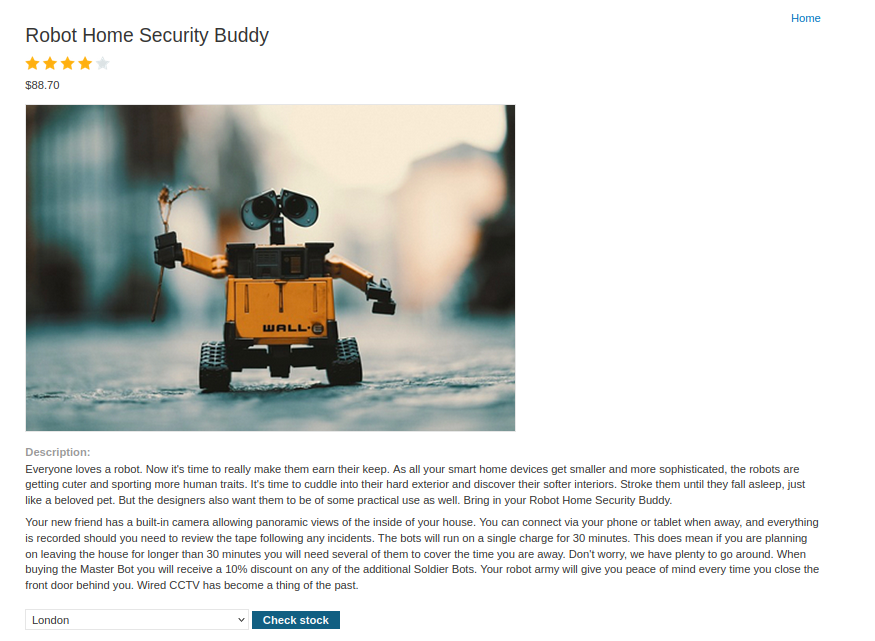 Home
Robot Home Security Buddy
$88.70
WALL·E
Description:
Everyone loves a robot. Now it's time to really make them earn their keep. As all your smart home devices get smaller and more sophisticated, the robots are
getting cuter and sporting more human traits. It's time to cuddle into their hard exterior and discover their softer interiors. Stroke them until they fall asleep, just
like a beloved pet. But the designers also want them to be of some practical use as well. Bring in your Robot Home Security Buddy.
Your new friend has a built-in camera allowing panoramic views of the inside of your house. You can connect via your phone or tablet when away, and everything
is recorded should you need to review the tape following any incidents. The bots will run on a single charge for 30 minutes. This does mean if you are planning
on leaving the house for longer than 30 minutes you will need several of them to cover the time you are away. Don't worry, we have plenty to go around. When
buying the Master Bot you will receive a 10% discount on any of the additional Soldier Bots. Your robot army will give you peace of mind every time you close the
front door behind you. Wired CCTV has become a thing of the past.
London
Check stock